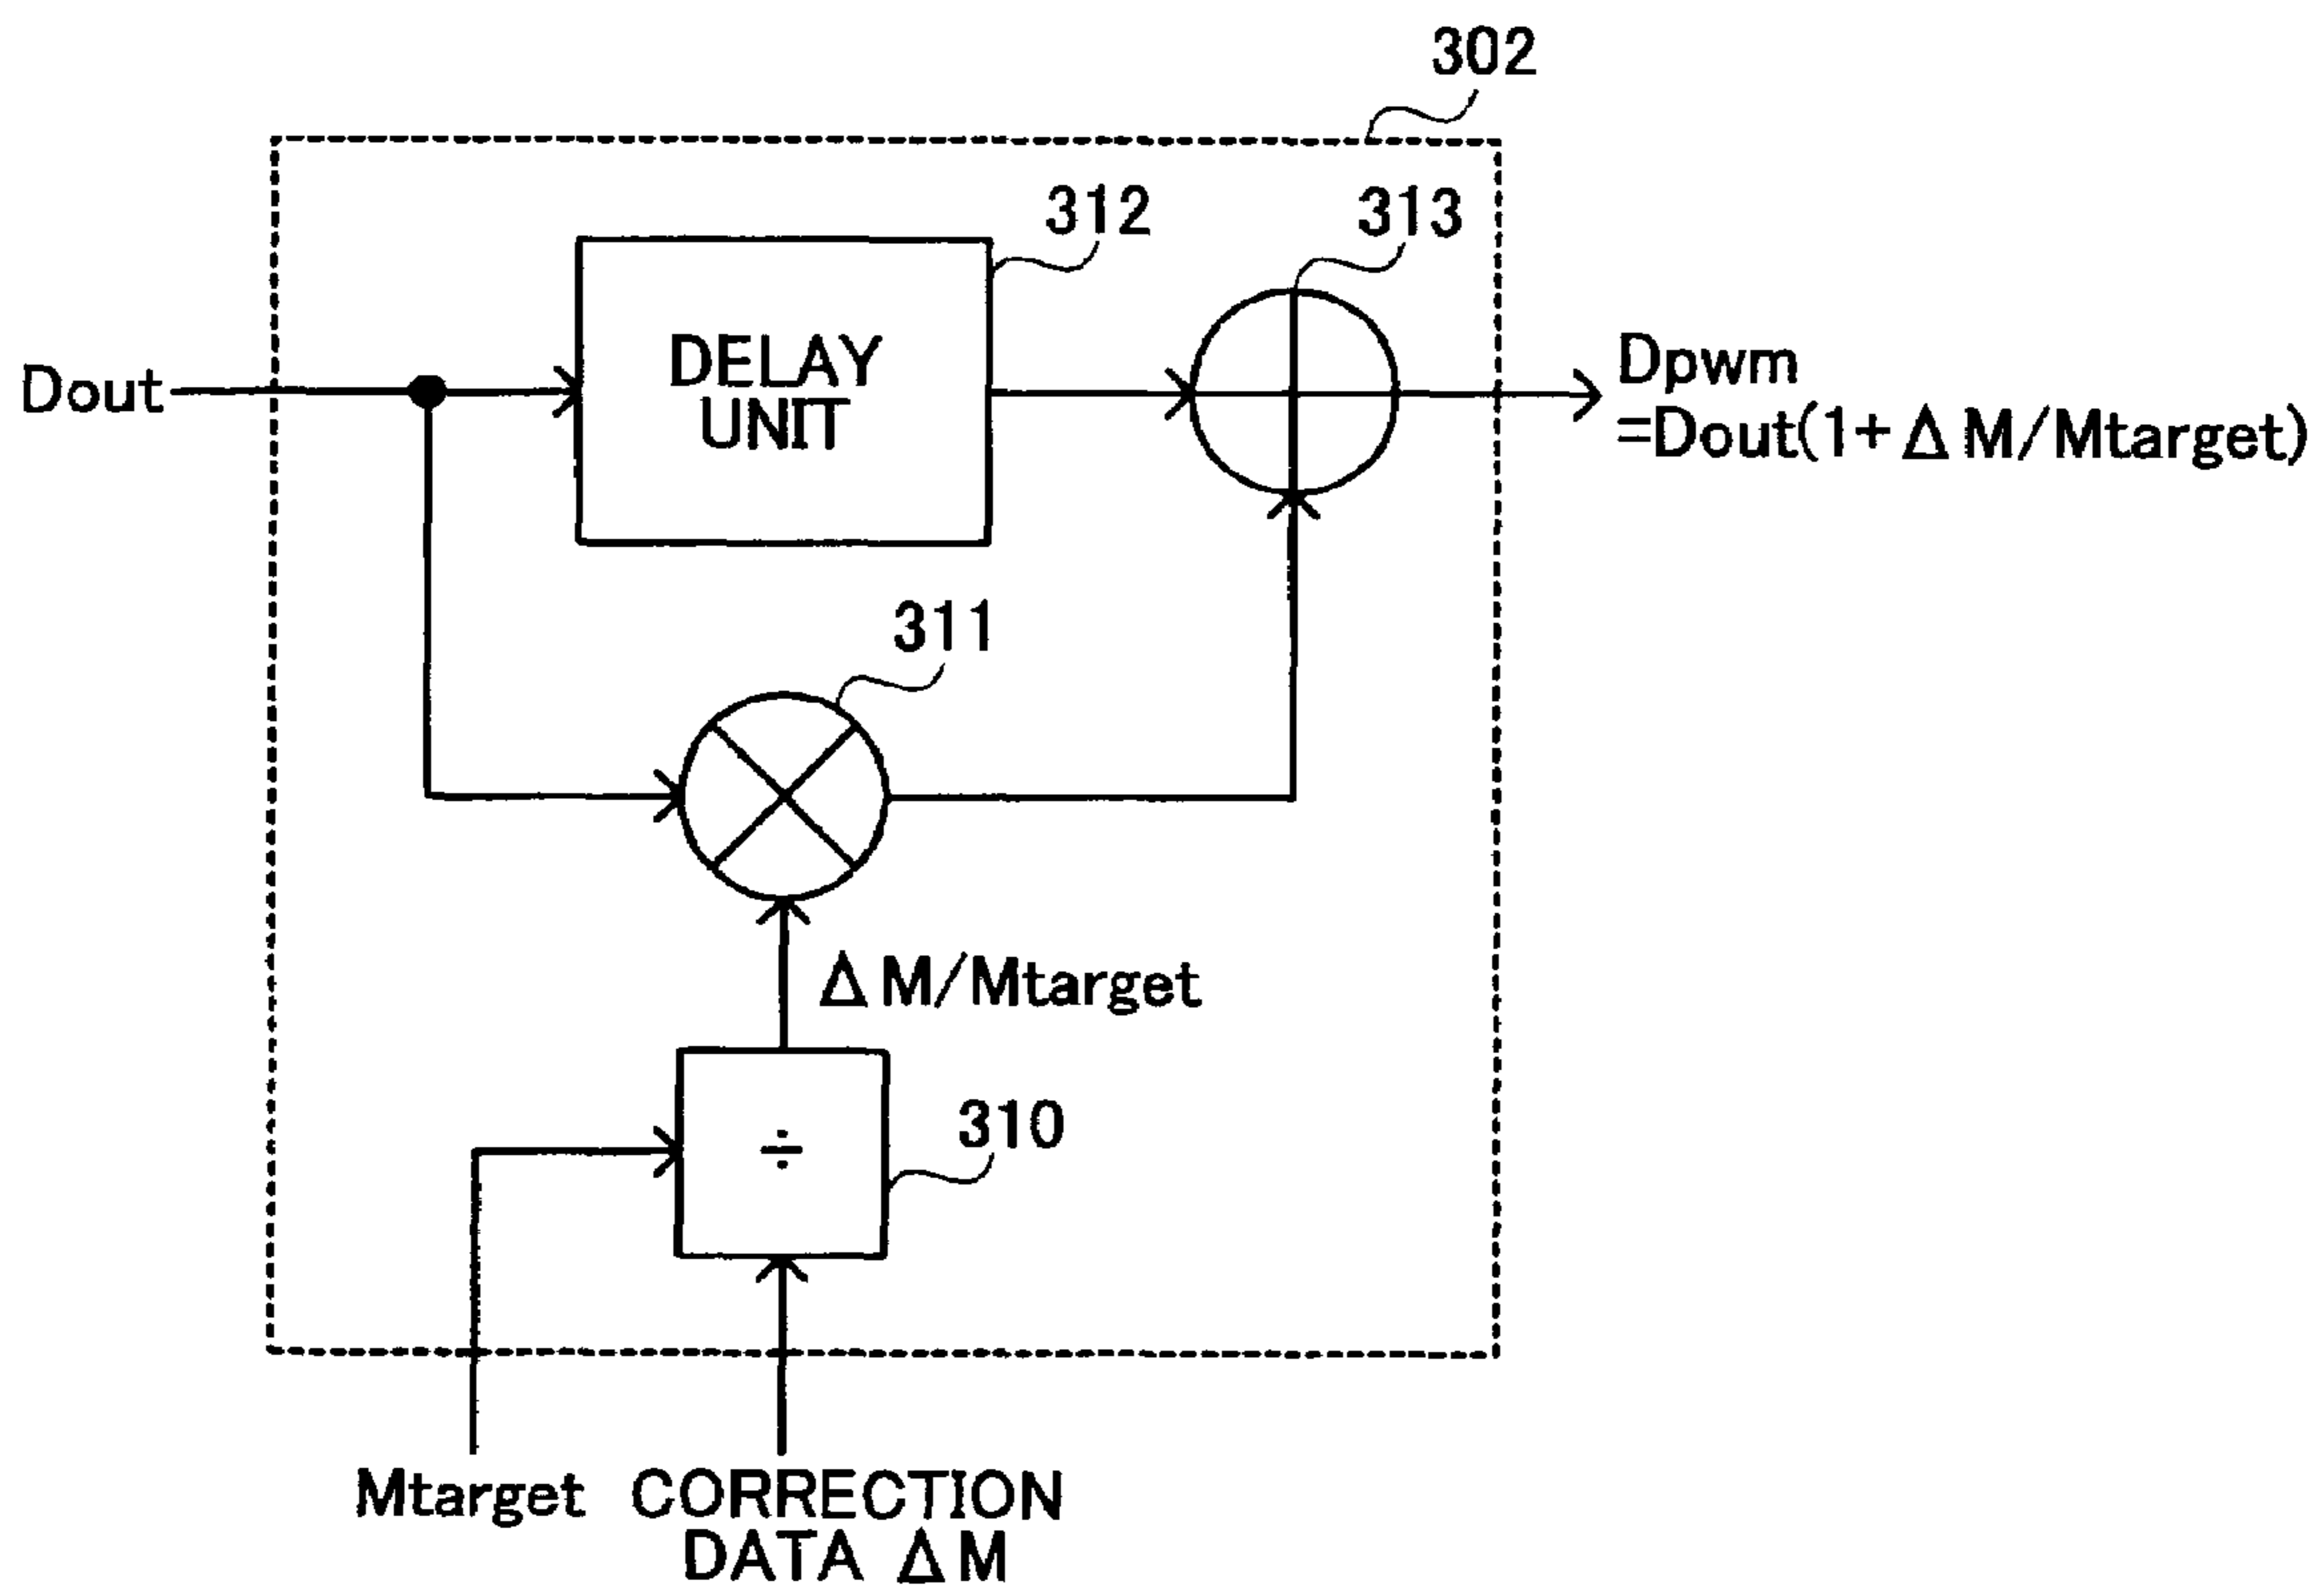 302
312
313
DELAY
UNIT
Dout
Dpwm
=Dout(1+ΔM/Mtarget)
311
ΔM/Mtarget
310
÷
Mtarget
CORRECTION
DATA ΔM